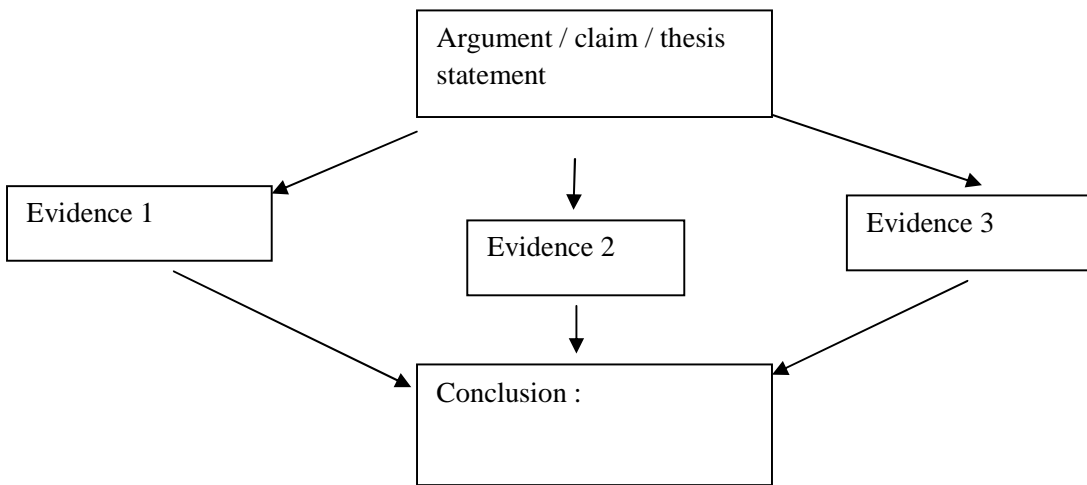 Argument / claim / thesis
statement
Evidence 1
Evidence 2
Evidence 3
Conclusion :